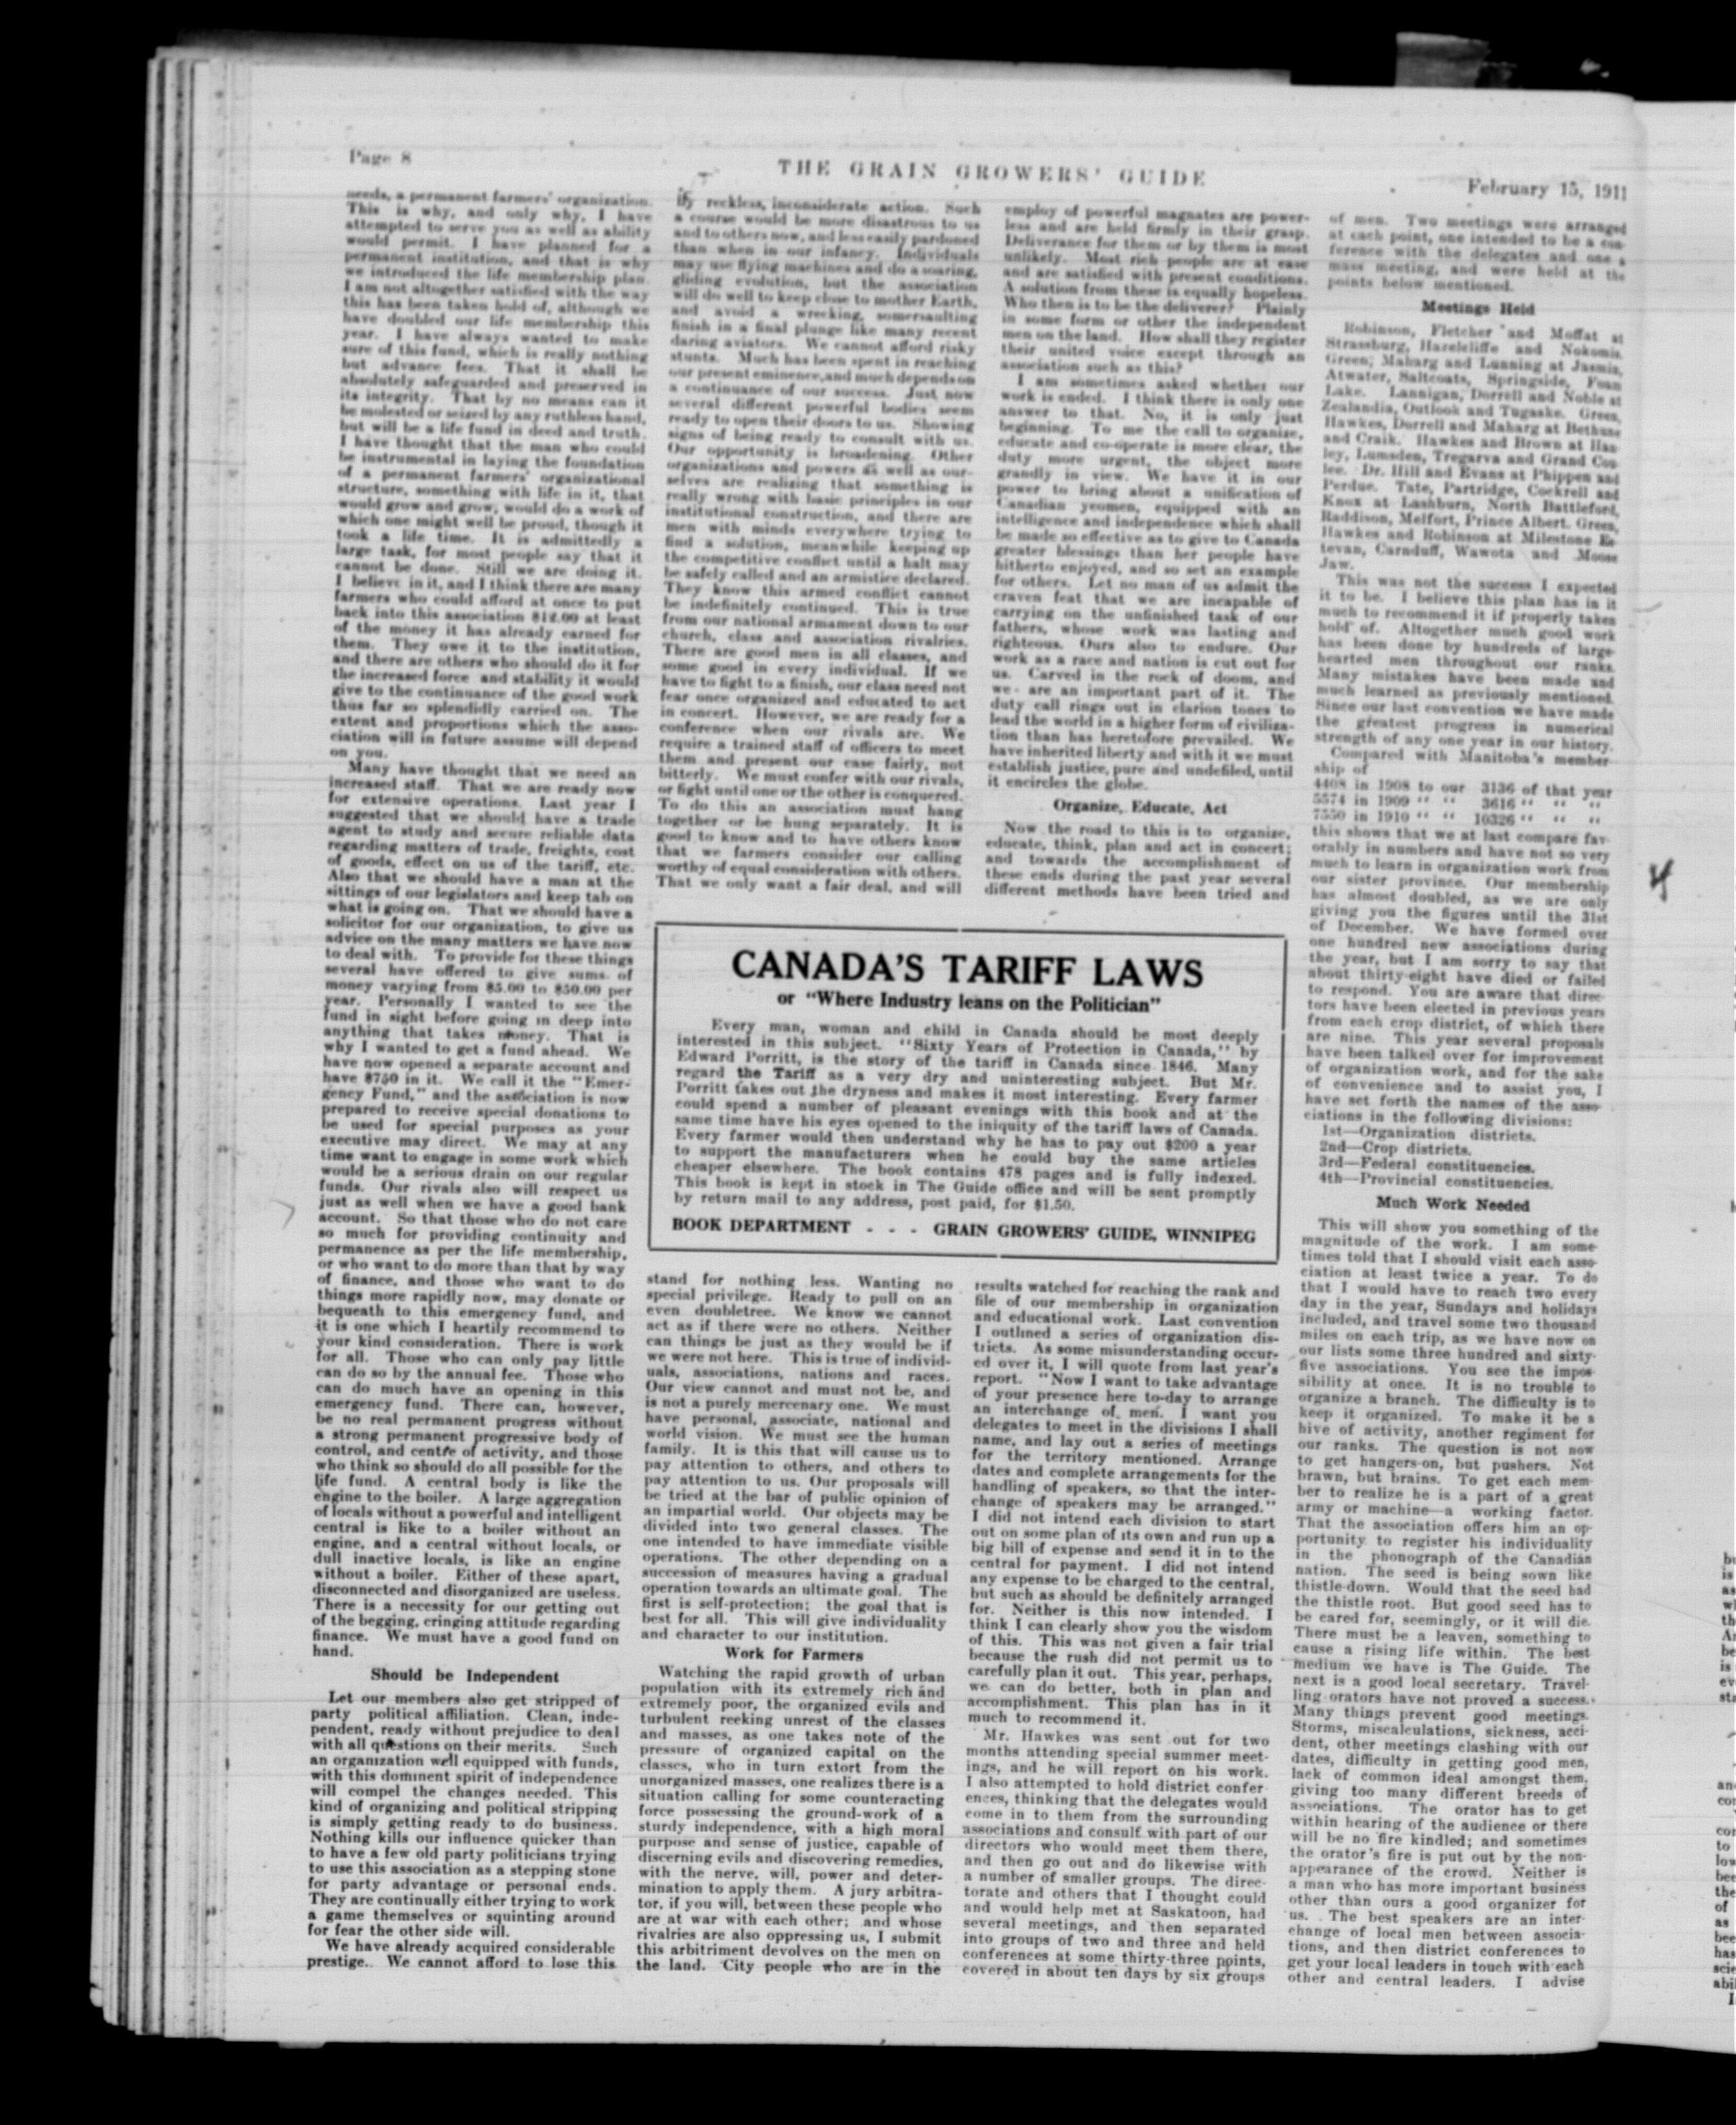 Page 8
THE GRAIN GROWERS' GUIDE
February 15, 1911
needs, a permanent farmers' organization.
This is why, and only why, I have
attempted to serve you as well as ability
would permit. I have planned for a
permanent institution, and that is why
we introduced the life membership plan.
I am not altogether satisfied with the way
this has been taken hold of, although we
have doubled our life membership this
year. I have always wanted to make
sure of this fund, which is really nothing
but advance fees. That it shall be
absolutely safeguarded and preserved in
its integrity. That by no means can it
be molested or seized by any ruthless hand,
but will be a life fund in deed and truth.
I have thought that the man who could
be instrumental in laying the foundation
of a permanent farmers' organizational
structure, something with life in it, that
would grow and grow, would do a work of
which one might well be proud, though it
took a life time. It is admittedly a
large task, for most people say that it
cannot be done. Still we are doing it.
I believe in it, and I think there are many
farmers who could afford at once to put
back into this association $12.00 at least
of the money it has already earned for
them. They owe it to the institution,
and there are others who should do it for
the increased force and stability it would
give to the continuance of the good work
thus far so splendidly carried on. The
extent and proportions which the asso-
ciation will in future assume will depend
on you.
Many have thought that we need an
increased staff. That we are ready now
for extensive operations. Last year I
suggested that we should have a trade
agent to study and secure reliable data
regarding matters of trade, freights, cost
of goods, effect on us of the tariff, etc.
Also that we should have a man at the
sittings of our legislators and keep tab on
what is going on. That we should have a
solicitor for our organization, to give us
advice on the many matters we have now
to deal with. To provide for these things
several have offered to give sums of
money varying from $5.00 to $50.00 per
year. Personally I wanted to see the
fund in sight before going in deep into
anything that takes money. That is
why I wanted to get a fund ahead. We
have now opened a separate account and
have $750 in it. We call it the "Emer-
gency Fund," and the association is now
prepared to receive special donations to
be used for special purposes as your
executive may direct. We may at any
time want to engage in some work which
would be a serious drain on our regular
funds. Our rivals also will respect us
just as well when we have a good bank
account. So that those who do not care
so much for providing continuity and
permanence as per the life membership,
or who want to do more than that by way
of finance, and those who want to do
things more rapidly now, may donate or
bequeath to this emergency fund, and
it is one which I heartily recommend to
your kind consideration. There is work
for all. Those who can only pay little
can do so by the annual fee. Those who
can do much have an opening in this
emergency fund. There can, however,
be no real permanent progress without
a strong permanent progressive body of
control, and centre of activity, and those
who think so should do all possible for the
life fund. A central body is like the
engine to the boiler. A large aggregation
of locals without a powerful and intelligent
central is like to a boiler without an
engine, and a central without locals, or
dull inactive locals, is like an engine
without a boiler. Either of these apart,
disconnected and disorganized are useless.
There is a necessity for our getting out
of the begging, cringing attitude regarding
finance. We must have a good fund on
hand.
Should be Independent
Let our members also get stripped of
party political affiliation. Clean, inde-
pendent, ready without prejudice to deal
with all questions on their merits. Such
an organization well equipped with funds,
with this dominent spirit of independence
will compel the changes needed. This
kind of organizing and political stripping
is simply getting ready to do business.
Nothing kills our influence quicker than
to have a few old party politicians trying
to use this association as a stepping stone
for party advantage or personal ends.
They are continually either trying to work
a game themselves or squinting around
for fear the other side will.
We have already acquired considerable
prestige. We cannot afford to lose this
by reckless, inconsiderate action. Such
a course would be more disastrous to us
and to others now, and less easily pardoned
than when in our infancy. Individuals
may use flying machines and do a soaring,
gliding evolution, but the association
will do well to keep close to mother Earth,
and avoid a wrecking, somersaulting
finish in a final plunge like many recent
daring aviators. We cannot afford risky
stunts. Much has been spent in reaching
our present eminence, and much depends on
a continuance of our success. Just now
several different powerful bodies seem
ready to open their doors to us. Showing
signs of being ready to consult with us.
Our opportunity is broadening. Other
organizations and powers as well as our-
selves are realizing that something is
really wrong with basic principles in our
institutional construction, and there are
men with minds everywhere trying to
find a solution, meanwhile keeping up
the competitive conflict until a halt may
be safely called and an armistice declared.
They know this armed conflict cannot
be indefinitely continued. This is true
from our national armament down to our
church, class and association rivalries.
There are good men in all classes, and
some good in every individual. If we
have to fight to a finish, our class need not
fear once organized and educated to act
in concert. However, we are ready for a
conference when our rivals are. We
require a trained staff of officers to meet
them and present our case fairly, not
bitterly. We must confer with our rivals,
or fight until one or the other is conquered.
To do this an association must hang
together or be hung separately. It is
good to know and to have others know
that we farmers consider our calling
worthy of equal consideration with others.
That we only want a fair deal, and will
employ of powerful magnates are power-
less and are held firmly in their grasp.
Deliverance for them or by them is most
unlikely. Most rich people are at ease
and are satisfied with present conditions.
A solution from these is equally hopeless.
Who then is to be the deliverer? Plainly
in some form or other the independent
men on the land. How shall they register
their united voice except through an
association such as this?
I am sometimes asked whether our
work is ended. I think there is only one
answer to that. No, it is only just
beginning. To me the call to organize,
educate and co-operate is more clear, the
duty more urgent, the object more
grandly in view. We have it in our
power to bring about a unification of
Canadian yeomen, equipped with an
intelligence and independence which shall
be made so effective as to give to Canada
greater blessings than her people have
hitherto enjoyed, and so set an example
for others. Let no man of us admit the
craven feat that we are incapable of
carrying on the unfinished task of our
fathers, whose work was lasting and
righteous. Ours also to endure. Our
work as a race and nation is cut out for
us. Carved in the rock of doom, and
we are an important part of it. The
duty call rings out in clarion tones to
lead the world in a higher form of civiliza-
tion than has heretofore prevailed. We
have inherited liberty and with it we must
establish justice, pure and undefiled, until
it encircles the globe.
Organize, Educate, Act
Now the road to this is to organize,
educate, think, plan and act in concert;
and towards the accomplishment of
these ends during the past year several
different methods have been tried and
CANADA'S TARIFF LAWS
or "Where Industry leans on the Politician"
Every man, woman and child in Canada should be most deeply
interested in this subject. "Sixty Years of Protection in Canada," by
Edward Porritt, is the story of the tariff in Canada since 1846. Many
regard the Tariff as a very dry and uninteresting subject. But Mr.
Porritt takes out the dryness and makes it most interesting. Every farmer
could spend a number of pleasant evenings with this book and at the
same time have his eyes opened to the iniquity of the tariff laws of Canada.
Every farmer would then understand why he has to pay out $200 a year
to support the manufacturers when he could buy the same articles
cheaper elsewhere. The book contains 478 pages and is fully indexed.
This book is kept in stock in The Guide office and will be sent promptly
by return mail to any address, post paid, for $1.50.
BOOK DEPARTMENT - - - GRAIN GROWERS' GUIDE, WINNIPEG
stand for nothing less. Wanting no
special privilege. Ready to pull on an
even doubletree. We know we cannot
act as if there were no others. Neither
can things be just as they would be if
we were not here. This is true of individ-
uals, associations, nations and races.
Our view cannot and must not be, and
is not a purely mercenary one. We must
have personal, associate, national and
world vision. We must see the human
family. It is this that will cause us to
pay attention to others, and others to
pay attention to us. Our proposals will
be tried at the bar of public opinion of
an impartial world. Our objects may be
divided into two general classes. The
one intended to have immediate visible
operations. The other depending on a
succession of measures having a gradual
operation towards an ultimate goal. The
first is self-protection; the goal that is
best for all. This will give individuality
and character to our institution.
Work for Farmers
Watching the rapid growth of urban
population with its extremely rich and
extremely poor, the organized evils and
turbulent reeking unrest of the classes
and masses, as one takes note of the
pressure of organized capital on the
classes, who in turn extort from the
unorganized masses, one realizes there is a
situation calling for some counteracting
force possessing the ground-work of a
sturdy independence, with a high moral
purpose and sense of justice, capable of
discerning evils and discovering remedies,
with the nerve, will, power and deter-
mination to apply them. A jury arbitra-
tor, if you will, between these people who
are at war with each other; and whose
rivalries are also oppressing us, I submit
this arbitriment devolves on the men on
the land. City people who are in the
results watched for reaching the rank and
file of our membership in organization
and educational work. Last convention
I outlined a series of organization dis-
tricts. As some misunderstanding occur-
ed over it, I will quote from last year's
report. "Now I want to take advantage
of your presence here to-day to arrange
an interchange of men. I want you
delegates to meet in the divisions I shall
name, and lay out a series of meetings
for the territory mentioned. Arrange
dates and complete arrangements for the
handling of speakers, so that the inter-
change of speakers may be arranged."
I did not intend each division to start
out on some plan of its own and run up a
big bill of expense and send it in to the
central for payment. I did not intend
any expense to be charged to the central,
but such as should be definitely arranged
for. Neither is this now intended. I
think I can clearly show you the wisdom
of this. This was not given a fair trial
because the rush did not permit us to
carefully plan it out. This year, perhaps,
we can do better, both in plan and
accomplishment. This plan has in it
much to recommend it.
Mr. Hawkes was sent out for two
months attending special summer meet-
ings, and he will report on his work.
I also attempted to hold district confer-
ences, thinking that the delegates would
come in to them from the surrounding
associations and consult with part of our
directors who would meet them there,
and then go out and do likewise with
a number of smaller groups. The direc-
torate and others that I thought could
and would help met at Saskatoon, had
several meetings, and then separated
into groups of two and three and held
conferences at some thirty-three points,
covered in about ten days by six groups
of men. Two meetings were arranged
at each point, one intended to be a con-
ference with the delegates and one a
mass meeting, and were held at the
points below mentioned.
Meetings Held
Robinson, Fletcher and Moffat at
Strassburg, Hazelcliffe and Nokomis.
Green, Maharg and Lunning at Jasmin,
Atwater, Saltcoats, Springside, Foam
Lake. Lannigan, Dorrell and Noble at
Zealandia, Outlook and Tugaske. Green,
Hawkes, Dorrell and Maharg at Bethune
and Craik. Hawkes and Brown at Han-
ley, Lumsden, Tregarva and Grand Cou-
lee. Dr. Hill and Evans at Phippen and
Perdue. Tate, Partridge, Cockrell and
Knox at Lashburn, North Battleford,
Raddison, Melfort, Prince Albert. Green,
Hawkes and Robinson at Milestone Es-
tevan, Carnduff, Wawota and Moose
Jaw.
This was not the success I expected
it to be. I believe this plan has in it
much to recommend it if properly taken
hold of. Altogether much good work
has been done by hundreds of large-
hearted men throughout our ranks.
Many mistakes have been made and
much learned as previously mentioned.
Since our last convention we have made
the greatest progress in numerical
strength of any one year in our history.
Compared with Manitoba's member-
ship of
4408 in 1908 to our 3136 of that year
5574 in 1909 " " 3616 " " "
7550 in 1910 " " 10326 " " "
this shows that we at last compare fav-
orably in numbers and have not so very
much to learn in organization work from
our sister province. Our membership
has almost doubled, as we are only
giving you the figures until the 31st
of December. We have formed over
one hundred new associations during
the year, but I am sorry to say that
about thirty-eight have died or failed
to respond. You are aware that direc-
tors have been elected in previous years
from each crop district, of which there
are nine. This year several proposals
have been talked over for improvement
of organization work, and for the sake
of convenience and to assist you, I
have set forth the names of the asso-
ciations in the following divisions:
1st—Organization districts.
2nd—Crop districts.
3rd—Federal constituencies.
4th—Provincial constituencies.
Much Work Needed
This will show you something of the
magnitude of the work. I am some-
times told that I should visit each asso-
ciation at least twice a year. To do
that I would have to reach two every
day in the year, Sundays and holidays
included, and travel some two thousand
miles on each trip, as we have now on
our lists some three hundred and sixty-
five associations. You see the impos-
sibility at once. It is no trouble to
organize a branch. The difficulty is to
keep it organized. To make it be a
hive of activity, another regiment for
our ranks. The question is not now
to get hangers-on, but pushers. Not
brawn, but brains. To get each mem-
ber to realize he is a part of a great
army or machine—a working factor.
That the association offers him an op-
portunity to register his individuality
in the phonograph of the Canadian
nation. The seed is being sown like
thistle-down. Would that the seed had
the thistle root. But good seed has to
be cared for, seemingly, or it will die.
There must be a leaven, something to
cause a rising life within. The best
medium we have is The Guide. The
next is a good local secretary. Travel-
ling orators have not proved a success.
Many things prevent good meetings.
Storms, miscalculations, sickness, acci-
dent, other meetings clashing with our
dates, difficulty in getting good men,
lack of common ideal amongst them,
giving too many different breeds of
associations. The orator has to get
within hearing of the audience or there
will be no fire kindled; and sometimes
the orator's fire is put out by the non-
appearance of the crowd. Neither is
a man who has more important business
other than ours a good organizer for
us. The best speakers are an inter-
change of local men between associa-
tions, and then district conferences to
get your local leaders in touch with each
other and central leaders. I advise
4